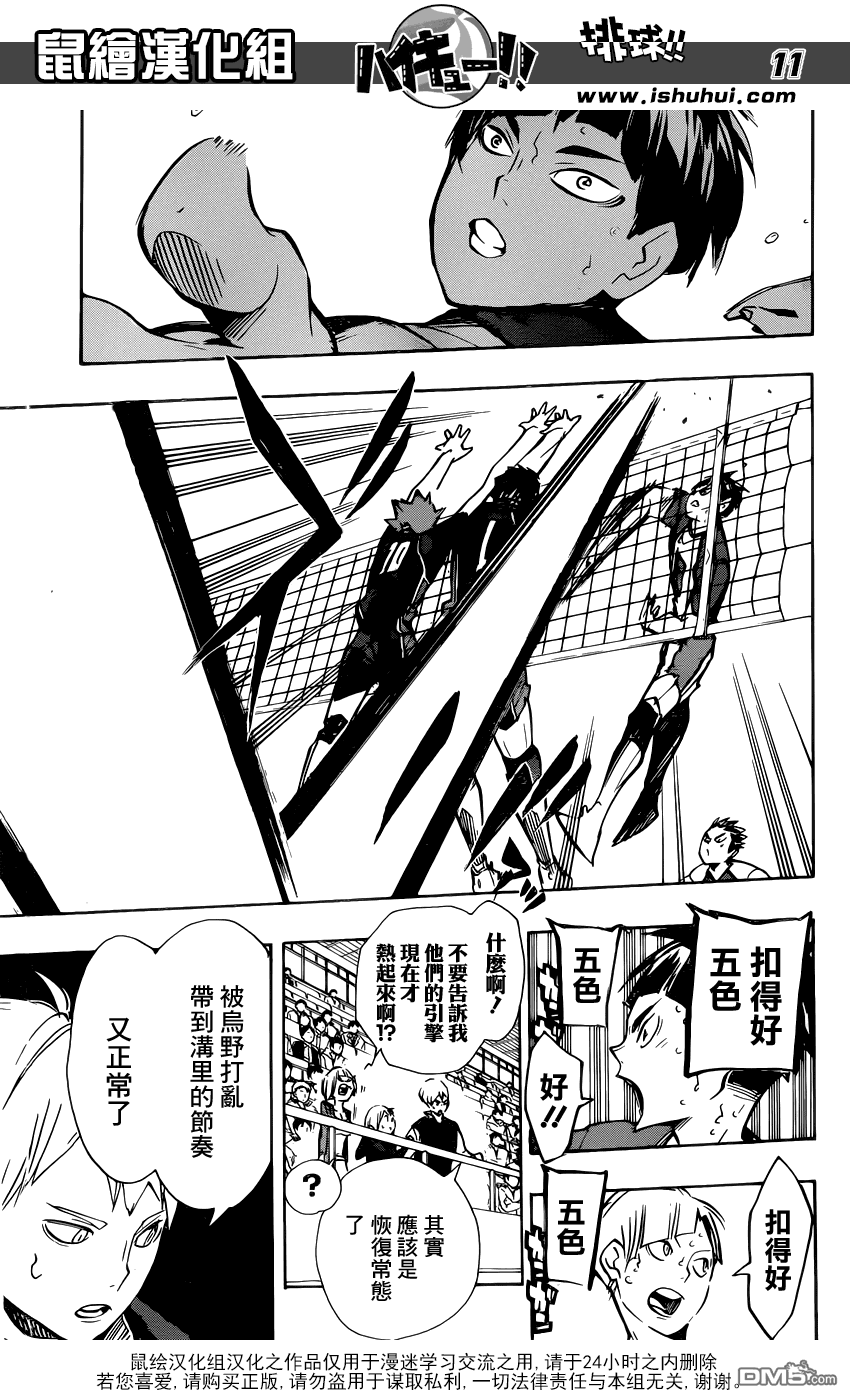 鼠繪漢化組
ハイキュー!!
排球!!
11
www.ishuhui.com
10
扣得好
五色
五色
好!!
扣得好
五色
什麼啊!
不要告訴我
他們的引擎
現在才
熱起來啊!?
?
其實
應該是
恢復常態
了
被烏野打亂
帶到溝里的節奏
又正常了
鼠绘汉化组汉化之作品仅用于漫迷学习交流之用, 请于24小时之内删除
若您喜爱, 请购买正版, 请勿盗用于谋取私利, 一切法律责任与本组无关, 谢谢。
DM5.com